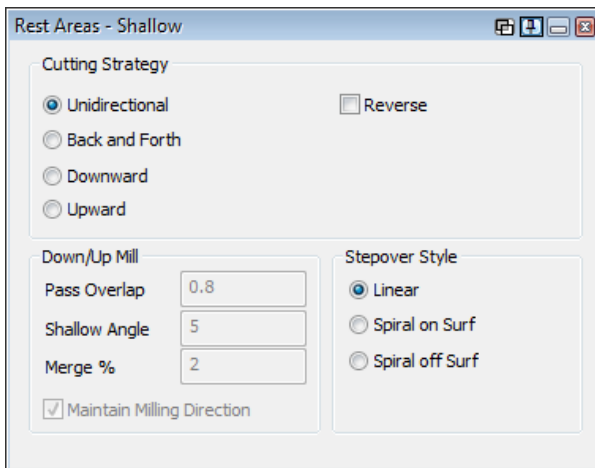 Rest Areas - Shallow
Cutting Strategy
Unidirectional
Reverse
Back and Forth
Downward
Upward
Down/Up Mill
Pass Overlap
0.8
Shallow Angle
5
Merge %
2
Maintain Milling Direction
Stepover Style
Linear
Spiral on Surf
Spiral off Surf